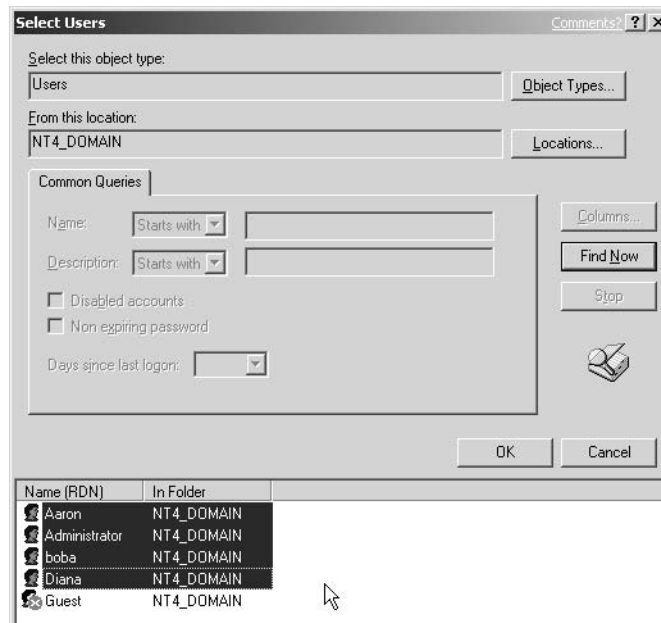 Select Users Comments? ? X
Select this object type:
Users Object Types...
From this location:
NT4_DOMAIN Locations...
Common Queries
Name: Starts with Columns...
Description: Starts with Find Now
Disabled accounts Stop
Non expiring password
Days since last logon:
OK Cancel
Name (RDN) In Folder
Aaron NT4_DOMAIN
Administrator NT4_DOMAIN
boba NT4_DOMAIN
Diana NT4_DOMAIN
Guest NT4_DOMAIN